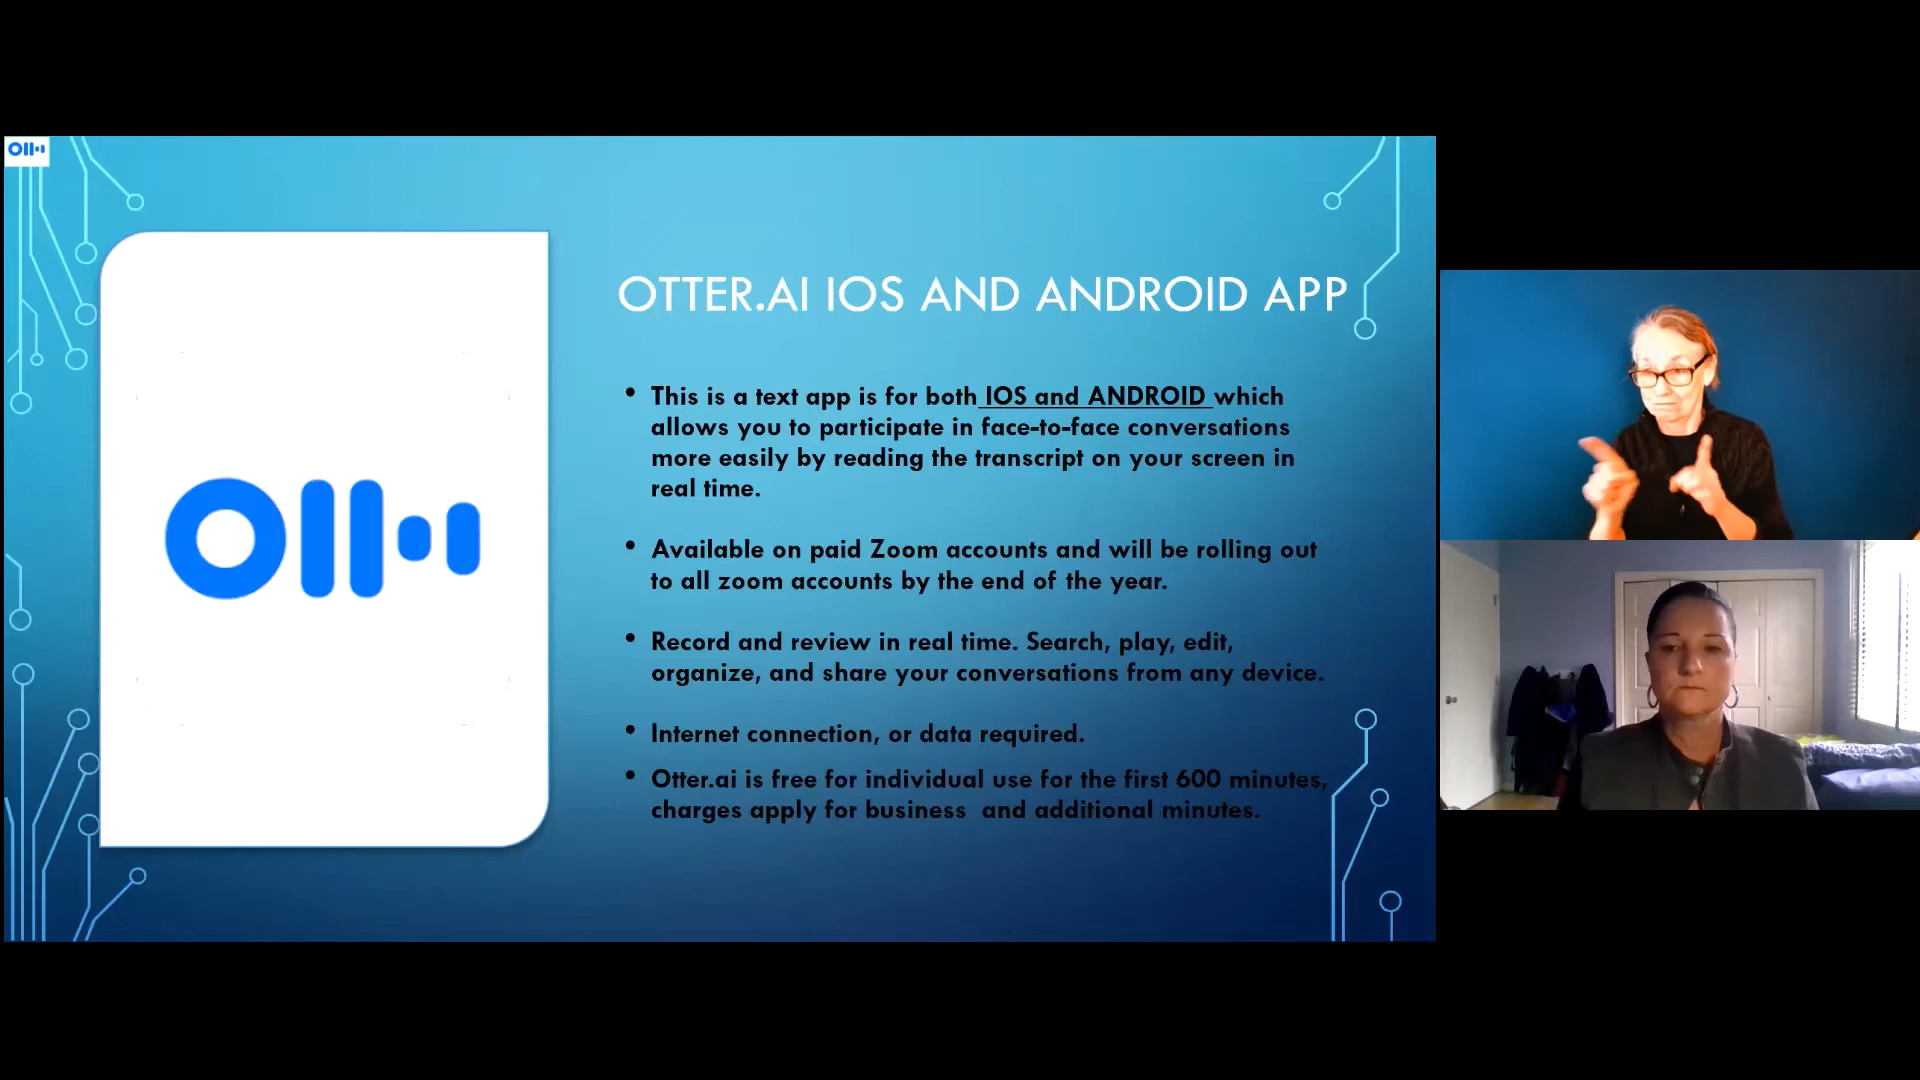 OTTER.AI IOS AND ANDROID APP
• This is a text app is for both IOS and ANDROID which
allows you to participate in face-to-face conversations
more easily by reading the transcript on your screen in
real time.
• Available on paid Zoom accounts and will be rolling out
to all zoom accounts by the end of the year.
• Record and review in real time. Search, play, edit,
organize, and share your conversations from any device.
• Internet connection, or data required.
• Otter.ai is free for individual use for the first 600 minutes,
charges apply for business  and additional minutes.